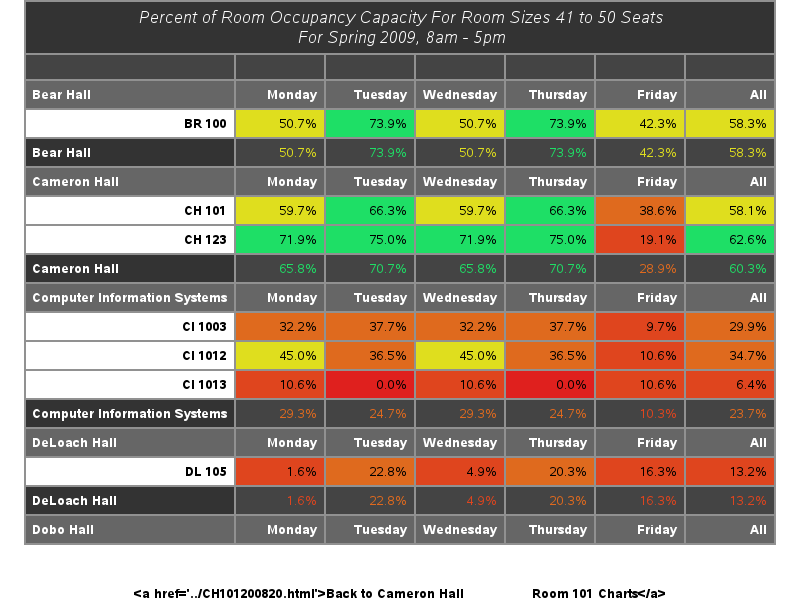 Percent of Room Occupancy Capacity For Room Sizes 41 to 50 Seats
For Spring 2009, 8am - 5pm
Bear Hall Monday Tuesday Wednesday Thursday Friday All
BR 100 50.7% 73.9% 50.7% 73.9% 42.3% 58.3%
Bear Hall 50.7% 73.9% 50.7% 73.9% 42.3% 58.3%
Cameron Hall Monday Tuesday Wednesday Thursday Friday All
CH 101 59.7% 66.3% 59.7% 66.3% 38.6% 58.1%
CH 123 71.9% 75.0% 71.9% 75.0% 19.1% 62.6%
Cameron Hall 65.8% 70.7% 65.8% 70.7% 28.9% 60.3%
Computer Information Systems Monday Tuesday Wednesday Thursday Friday All
CI 1003 32.2% 37.7% 32.2% 37.7% 9.7% 29.9%
CI 1012 45.0% 36.5% 45.0% 36.5% 10.6% 34.7%
CI 1013 10.6% 0.0% 10.6% 0.0% 10.6% 6.4%
Computer Information Systems 29.3% 24.7% 29.3% 24.7% 10.3% 23.7%
DeLoach Hall Monday Tuesday Wednesday Thursday Friday All
DL 105 1.6% 22.8% 4.9% 20.3% 16.3% 13.2%
DeLoach Hall 1.6% 22.8% 4.9% 20.3% 16.3% 13.2%
Dobo Hall Monday Tuesday Wednesday Thursday Friday All
<a href='../CH101200820.html'>Back to Cameron Hall Room 101 Charts</a>